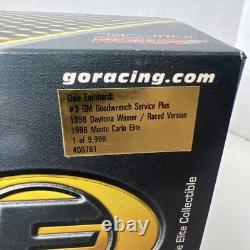 goracing.com
Dale Earnhardt
#3 GM Goodwrench Service Plus
1998 Daytona Winner / Raced Version
1998 Monte Carlo Elite
1 of 9,996
400761
e Elite Collectible